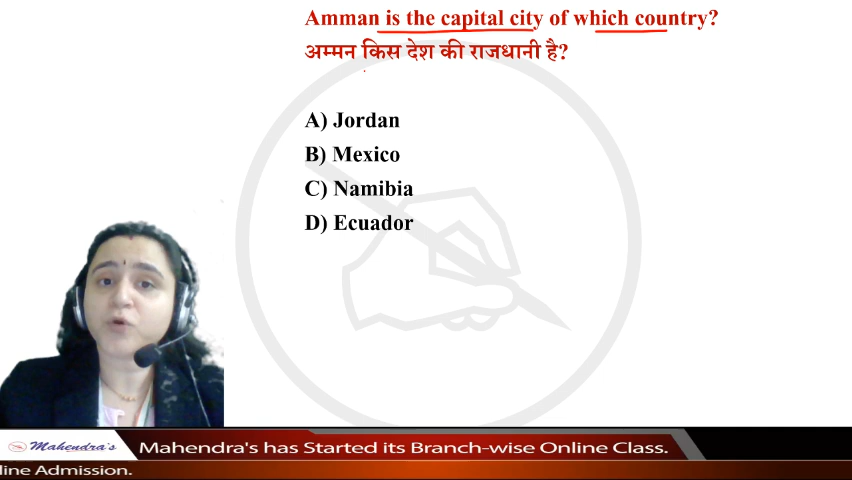 Amman is the capital city of which country?
अम्मन किस देश की राजधानी है?
A) Jordan
B) Mexico
C) Namibia
D) Ecuador
Mahendra's
Mahendra's has Started its Branch-wise Online Class.
line Admission.